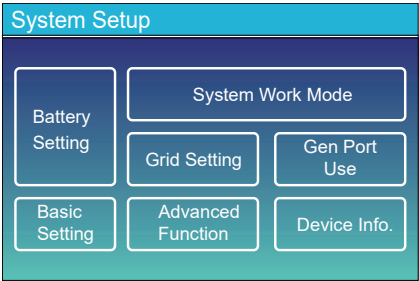 System Setup
Battery
Setting
System Work Mode
Grid Setting
Gen Port
Use
Basic
Setting
Advanced
Function
Device Info.